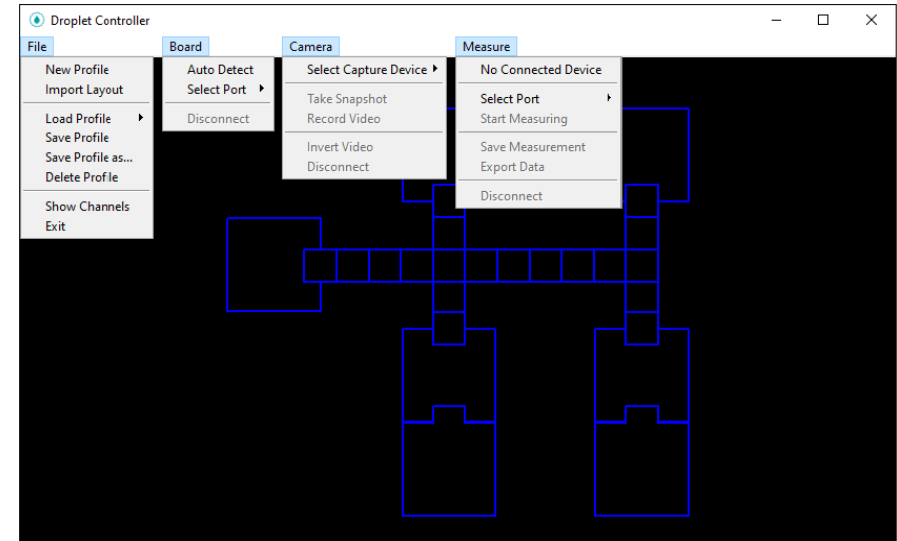 Droplet Controller
File
Board
Camera
Measure
New Profile
Import Layout
Load Profile
Save Profile
Save Profile as...
Delete Profile
Show Channels
Exit
Auto Detect
Select Port
Disconnect
Select Capture Device
Take Snapshot
Record Video
Invert Video
Disconnect
No Connected Device
Select Port
Start Measuring
Save Measurement
Export Data
Disconnect